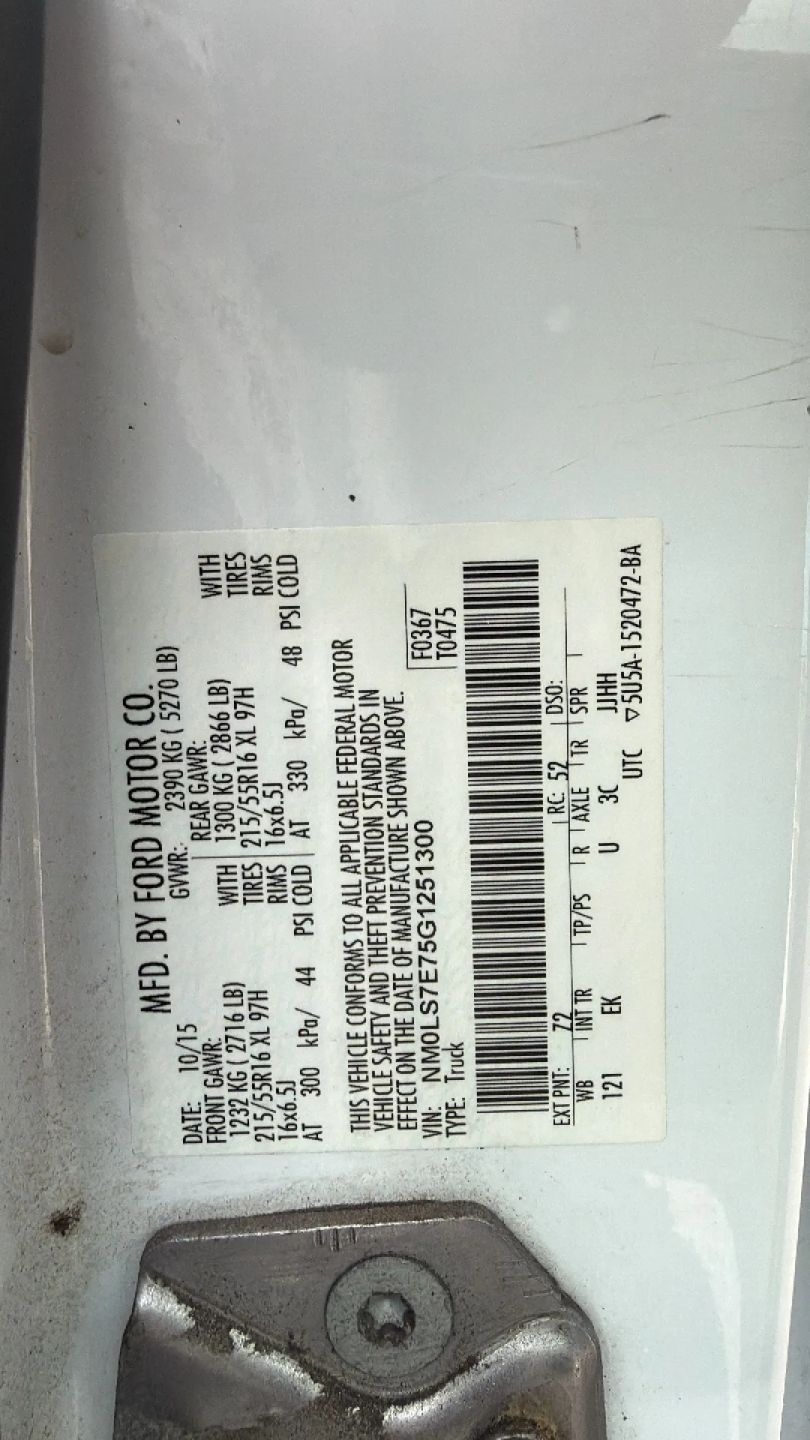 MFD. BY FORD MOTOR CO.
DATE: 10/15 GVWR: 2390 KG ( 5270 LB)
FRONT GAWR: REAR GAWR:
1232 KG ( 2716 LB) WITH 1300 KG ( 2866 LB) WITH
215/55R16 XL 97H TIRES 215/55R16 XL 97H TIRES
16x6.5J RIMS 16x6.5J RIMS
AT 300 kPa/ 44 PSI COLD AT 330 kPa/ 48 PSI COLD
THIS VEHICLE CONFORMS TO ALL APPLICABLE FEDERAL MOTOR
VEHICLE SAFETY AND THEFT PREVENTION STANDARDS IN
EFFECT ON THE DATE OF MANUFACTURE SHOWN ABOVE.
VIN: NM0LS7E75G1251300 F0367
TYPE: Truck T0475
EXT PNT: Z2 RC: 52 DSO:
WB INT TR TP/PS R AXLE TR SPR
121 EK U 3C JJHH
UTC ▽5U5A-1520472-BA